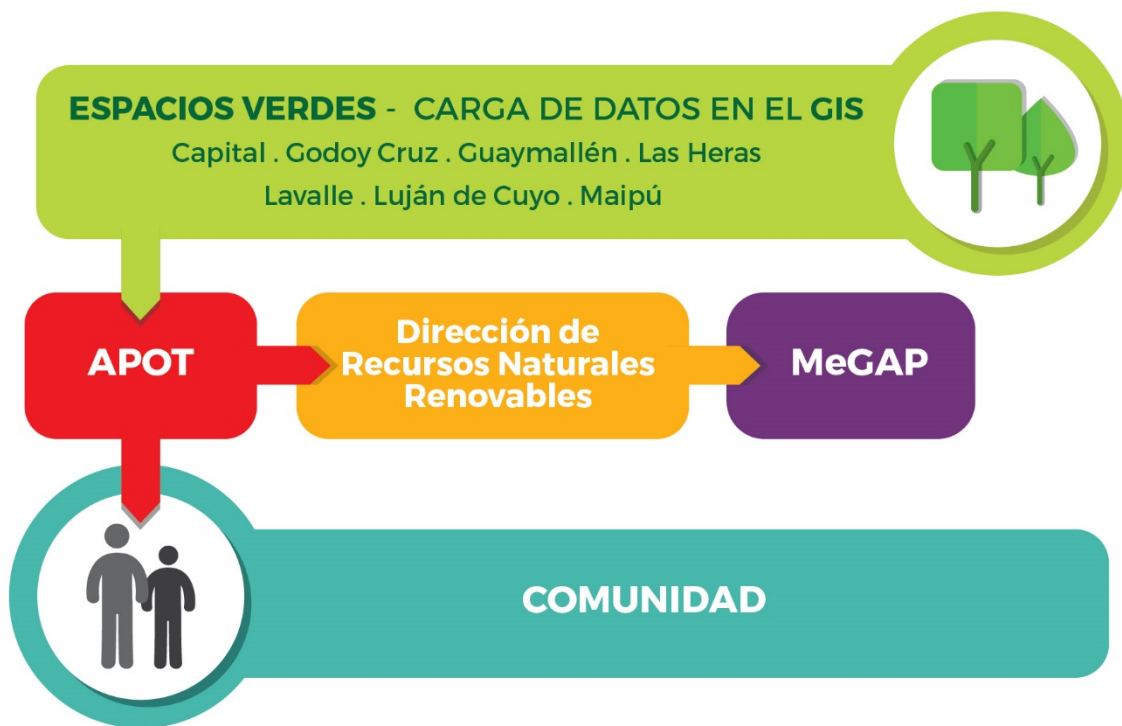 ESPACIOS VERDES - CARGA DE DATOS EN EL GIS
Capital . Godoy Cruz . Guaymallén . Las Heras
Lavalle . Luján de Cuyo . Maipú
APOT
Dirección de
Recursos Naturales
Renovables
MeGAP
COMUNIDAD